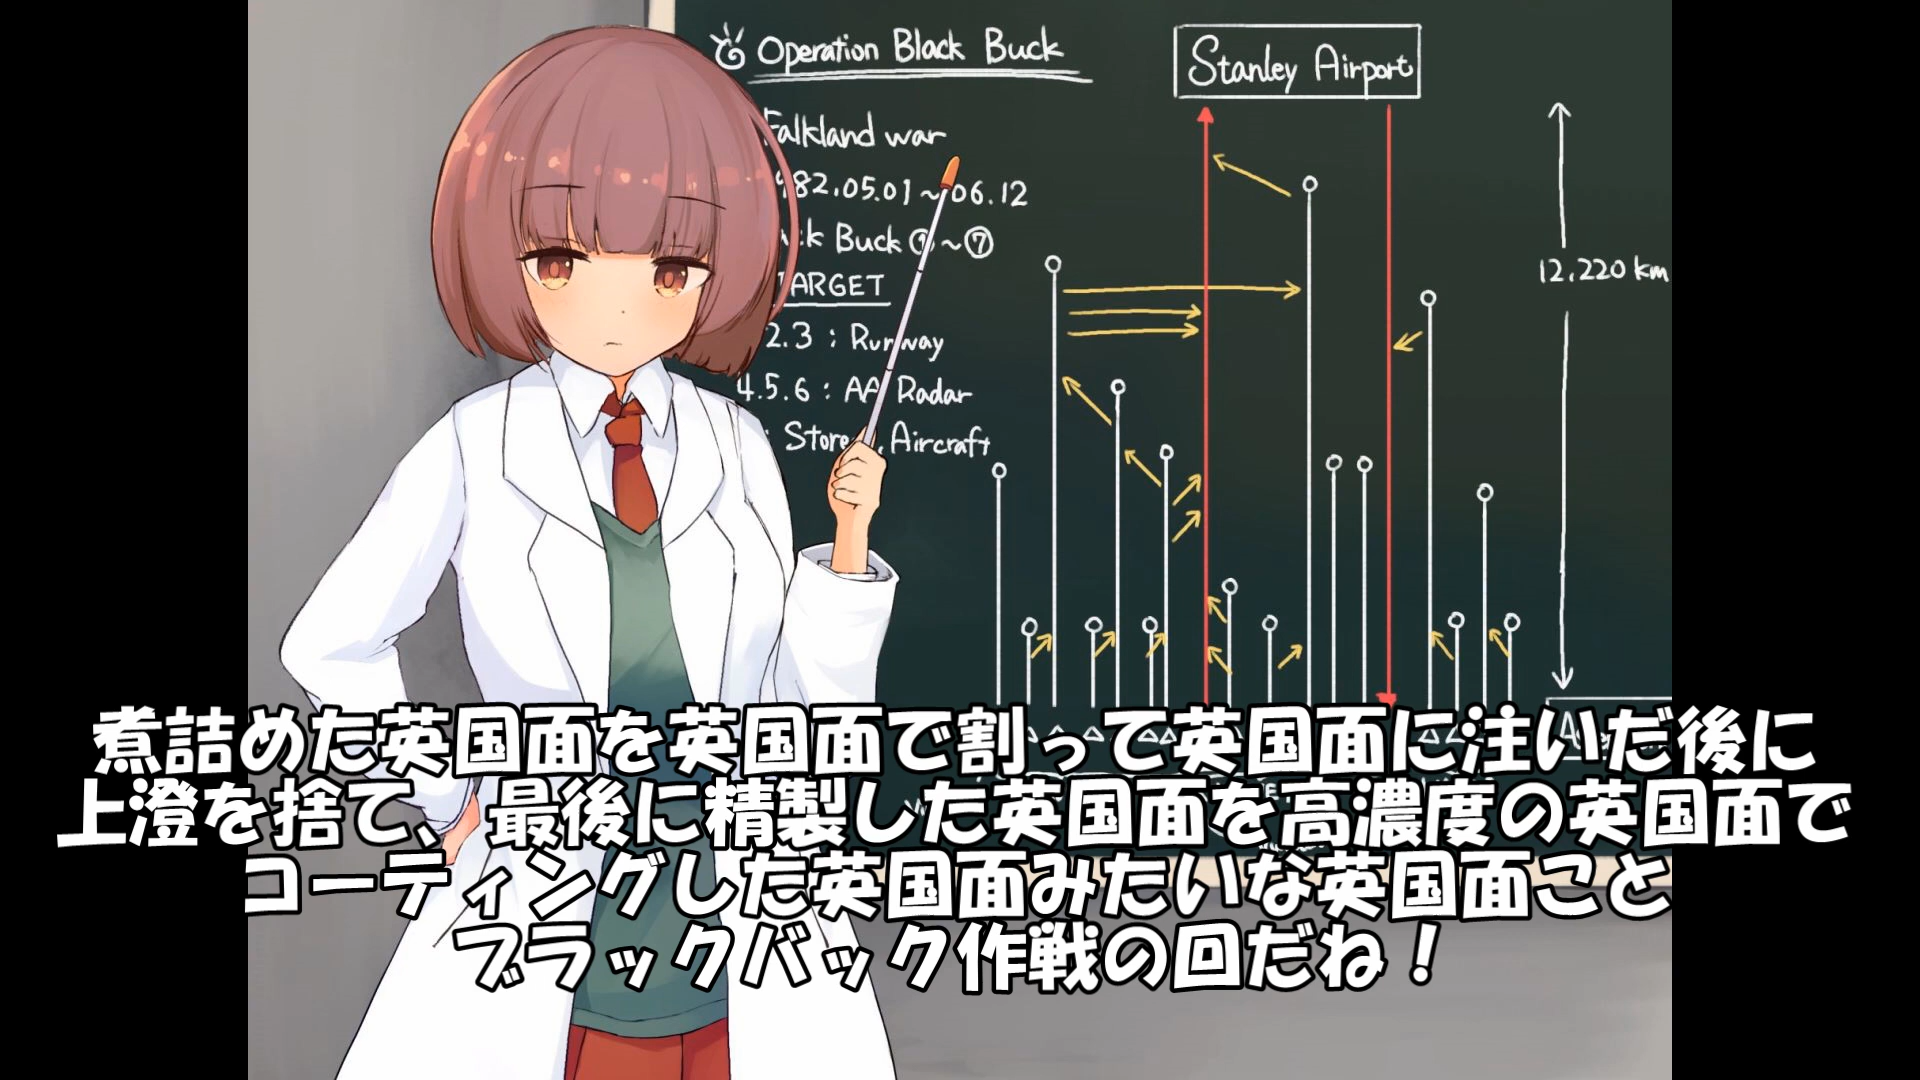 Operation Black Buck
Stanley Airport
Falkland war
982.05.01~06.12
ck Buck ①~⑦
TARGET
12.220km
2.3 : Runway
4.5.6 : AA Radar
: Store, Aircraft
煮詰めた英国面を英国面で割って英国面に注いだ後に
上澄を捨て、最後に精製した英国面を高濃度の英国面で
コーティングした英国面みたいな英国面こと
ブラックバック作戦の回だね！